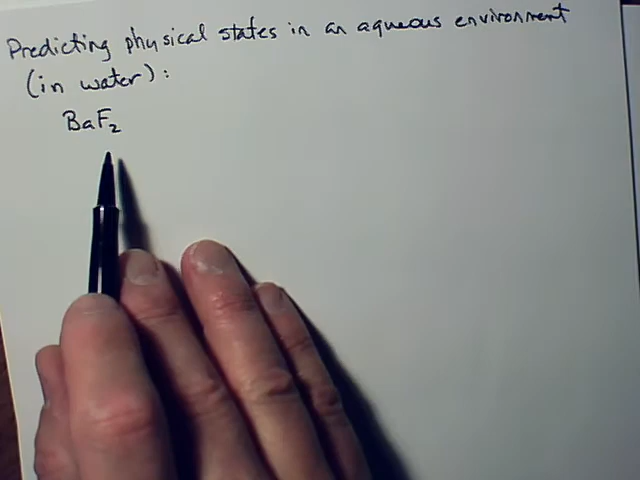 Predicting physical states in an aqueous environment
(in water):
BaF₂